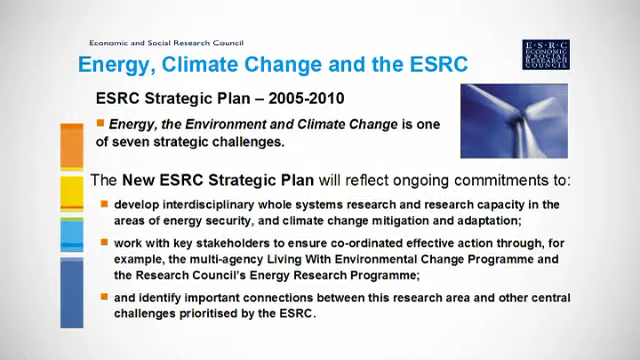 Economic and Social Research Council
E·S·R·C
ECONOMIC
& SOCIAL
RESEARCH
COUNCIL
Energy, Climate Change and the ESRC
ESRC Strategic Plan – 2005-2010
Energy, the Environment and Climate Change is one
of seven strategic challenges.
The New ESRC Strategic Plan will reflect ongoing commitments to:
develop interdisciplinary whole systems research and research capacity in the
areas of energy security, and climate change mitigation and adaptation;
work with key stakeholders to ensure co-ordinated effective action through, for
example, the multi-agency Living With Environmental Change Programme and
the Research Council's Energy Research Programme;
and identify important connections between this research area and other central
challenges prioritised by the ESRC.